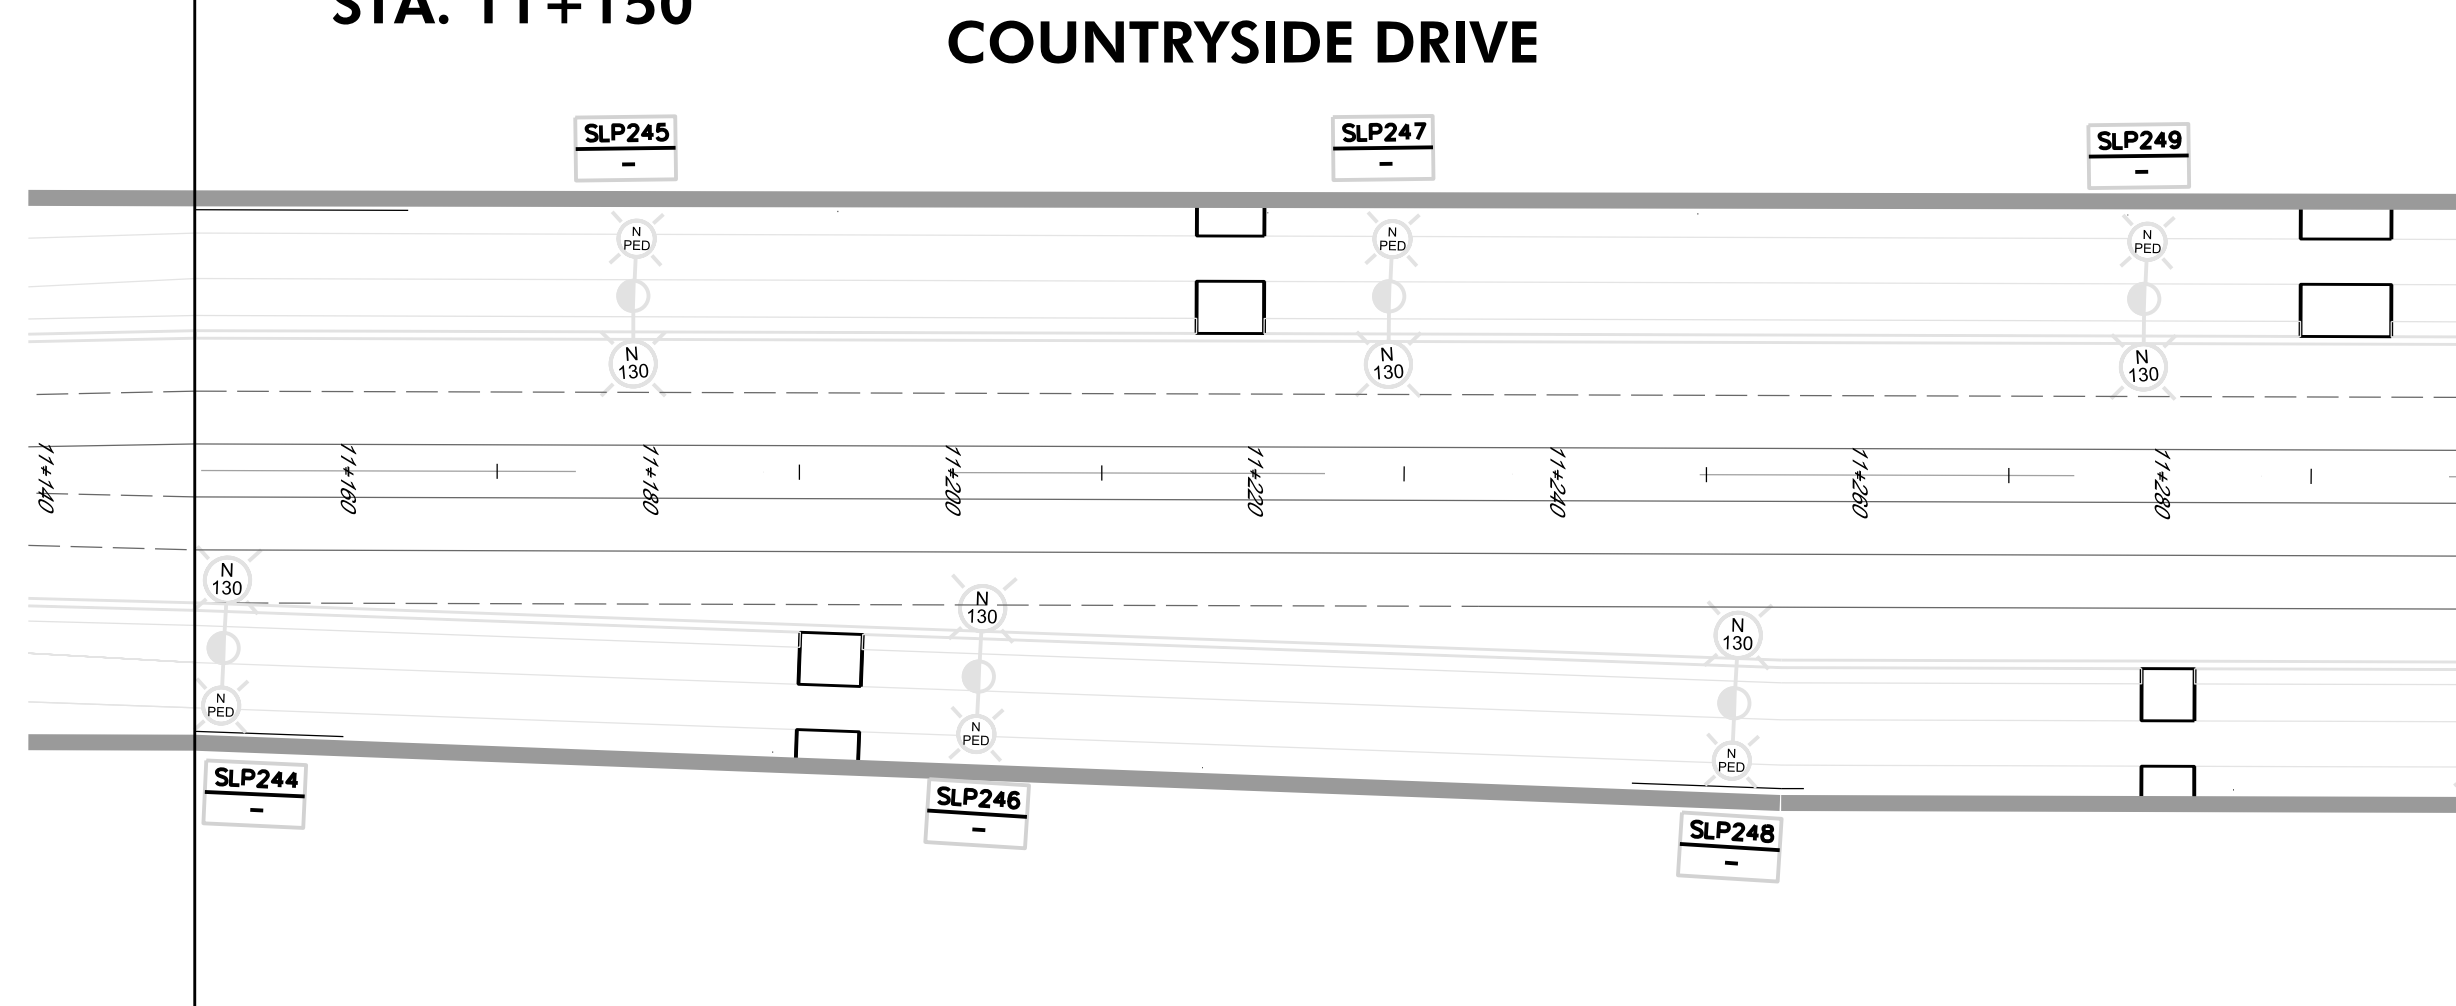 STA. 11+150
COUNTRYSIDE DRIVE
SLP245
-
SLP247
-
SLP249
-
N
PED
N
PED
N
PED
N
130
N
130
N
130
11+140
11+160
11+180
11+200
11+220
11+240
11+260
11+280
N
130
N
130
N
130
N
PED
N
PED
N
PED
SLP244
-
SLP246
-
SLP248
-